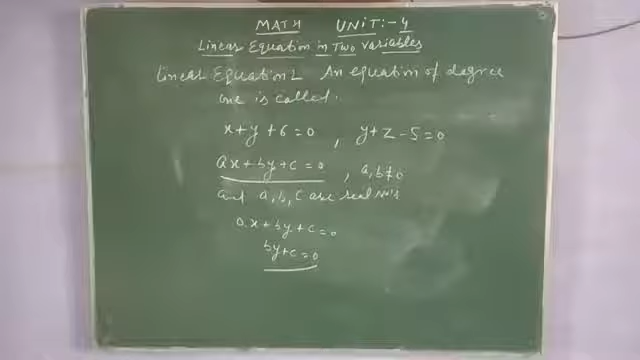 MATH UNIT:- 4
Linear Equation in Two Variables
Linear Equation:- An equation of degree
one is called.
x+y+6=0 , y+z-5=0
ax+by+c=0 , a,b≠0
and a,b,c are real no's
0.x+by+c=0
by+c=0